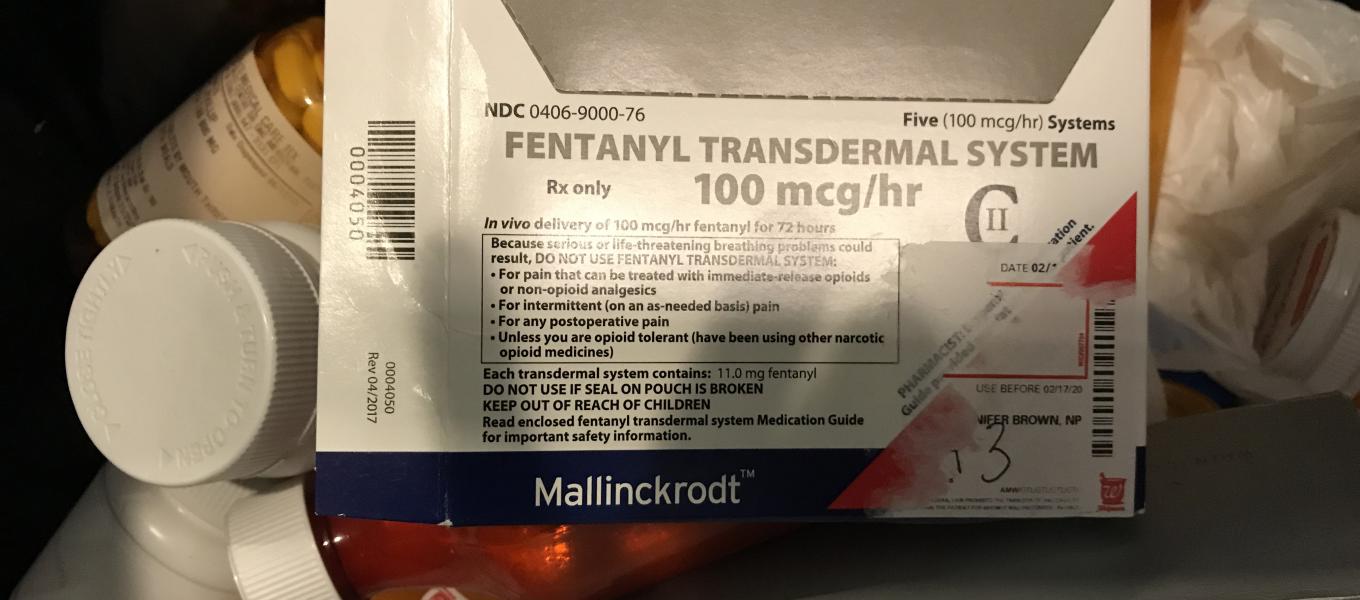 NDC 0406-9000-76
Five (100 mcg/hr) Systems
FENTANYL TRANSDERMAL SYSTEM
Rx only
100 mcg/hr
CII
In vivo delivery of 100 mcg/hr fentanyl for 72 hours
Because serious or life-threatening breathing problems could
result, DO NOT USE FENTANYL TRANSDERMAL SYSTEM:
• For pain that can be treated with immediate-release opioids
or non-opioid analgesics
• For intermittent (on an as-needed basis) pain
• For any postoperative pain
• Unless you are opioid tolerant (have been using other narcotic
opioid medicines)
Each transdermal system contains: 11.0 mg fentanyl
DO NOT USE IF SEAL ON POUCH IS BROKEN
KEEP OUT OF REACH OF CHILDREN
Read enclosed fentanyl transdermal system Medication Guide
for important safety information.
Mallinckrodt™
0004050
0004050
Rev 04/2017
PHARMACIST:
Guide
DATE 02/
USE BEFORE 02/17/20
NIFER BROWN, NP
3
PUSH & TURN TO OPEN